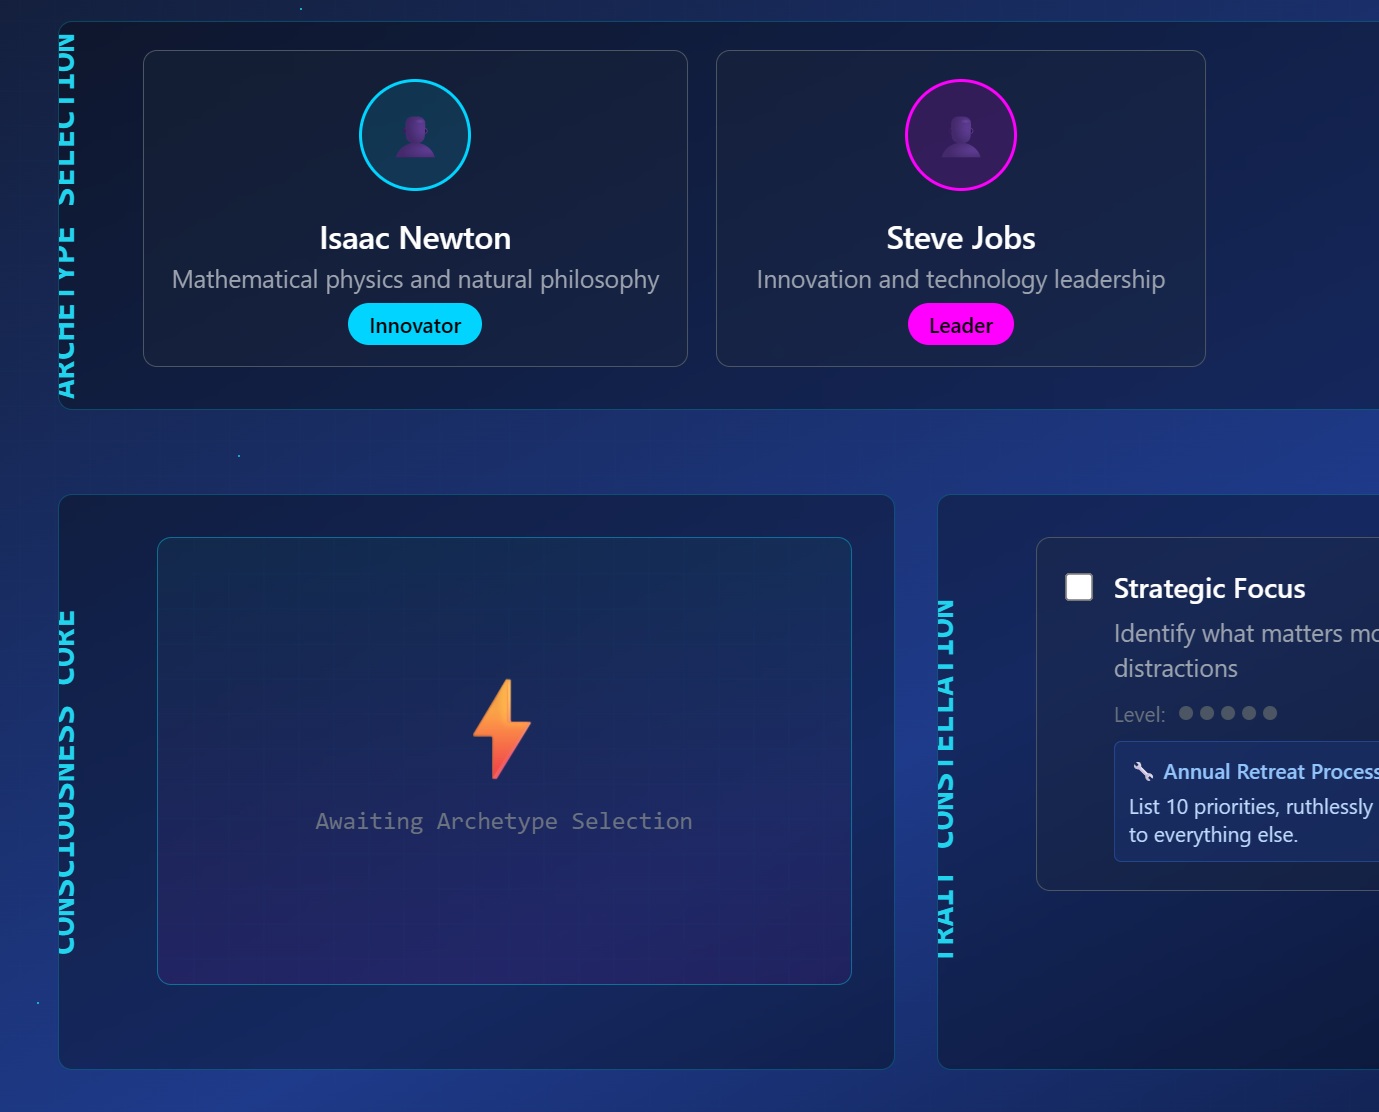 ARCHETYPE SELECTION
Isaac Newton
Mathematical physics and natural philosophy
Innovator
Steve Jobs
Innovation and technology leadership
Leader
CONSCIOUSNESS CORE
Awaiting Archetype Selection
TRAIT CONSTELLATION
Strategic Focus
Identify what matters mo
distractions
Level:
Annual Retreat Process
List 10 priorities, ruthlessly
to everything else.